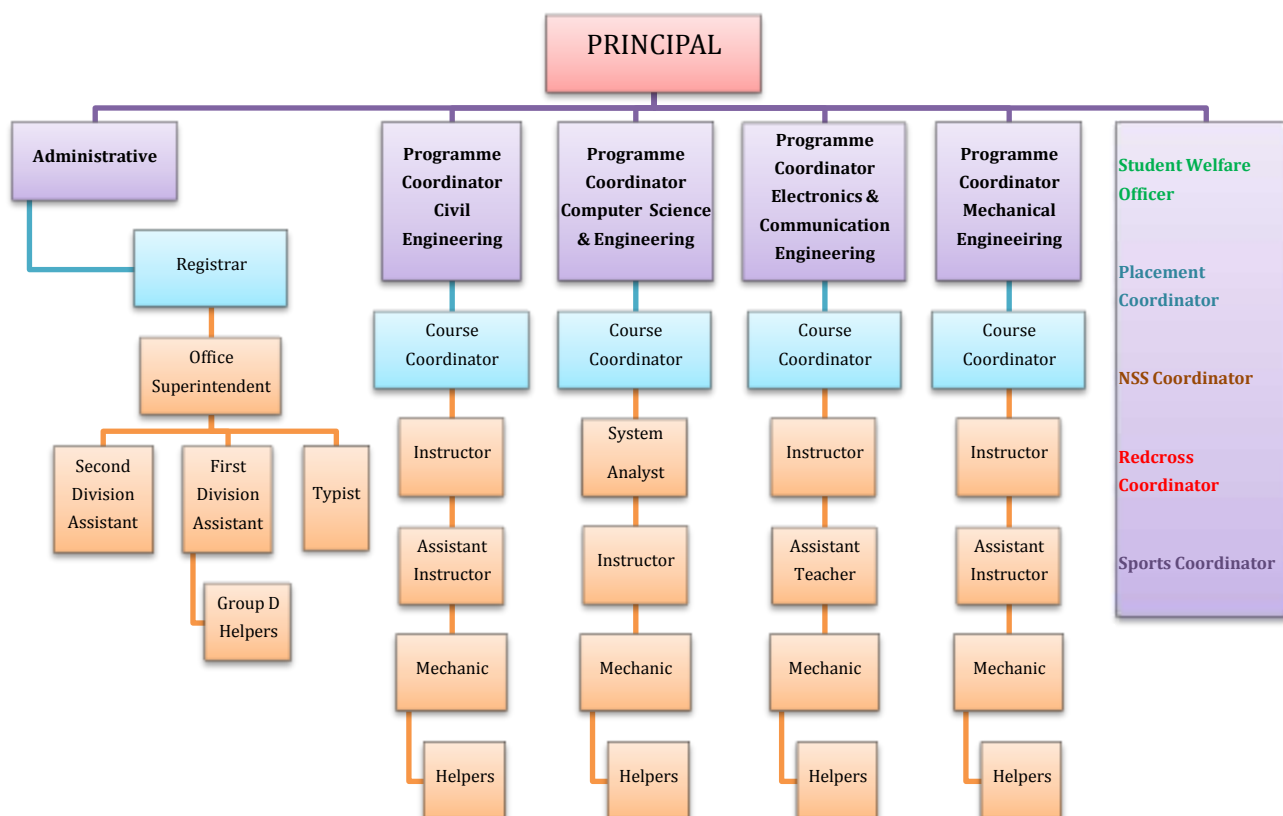 PRINCIPAL
Administrative
Registrar
Office
Superintendent
Second
Division
Assistant
First
Division
Assistant
Typist
Group D
Helpers
Programme
Coordinator
Civil
Engineering
Course
Coordinator
Instructor
Assistant
Instructor
Mechanic
Helpers
Programme
Coordinator
Computer Science
& Engineering
Course
Coordinator
System
Analyst
Instructor
Mechanic
Helpers
Programme
Coordinator
Electronics &
Communication
Engineering
Course
Coordinator
Instructor
Assistant
Teacher
Mechanic
Helpers
Programme
Coordinator
Mechanical
Engineeiring
Course
Coordinator
Instructor
Assistant
Instructor
Mechanic
Helpers
Student Welfare
Officer
Placement
Coordinator
NSS Coordinator
Redcross
Coordinator
Sports Coordinator